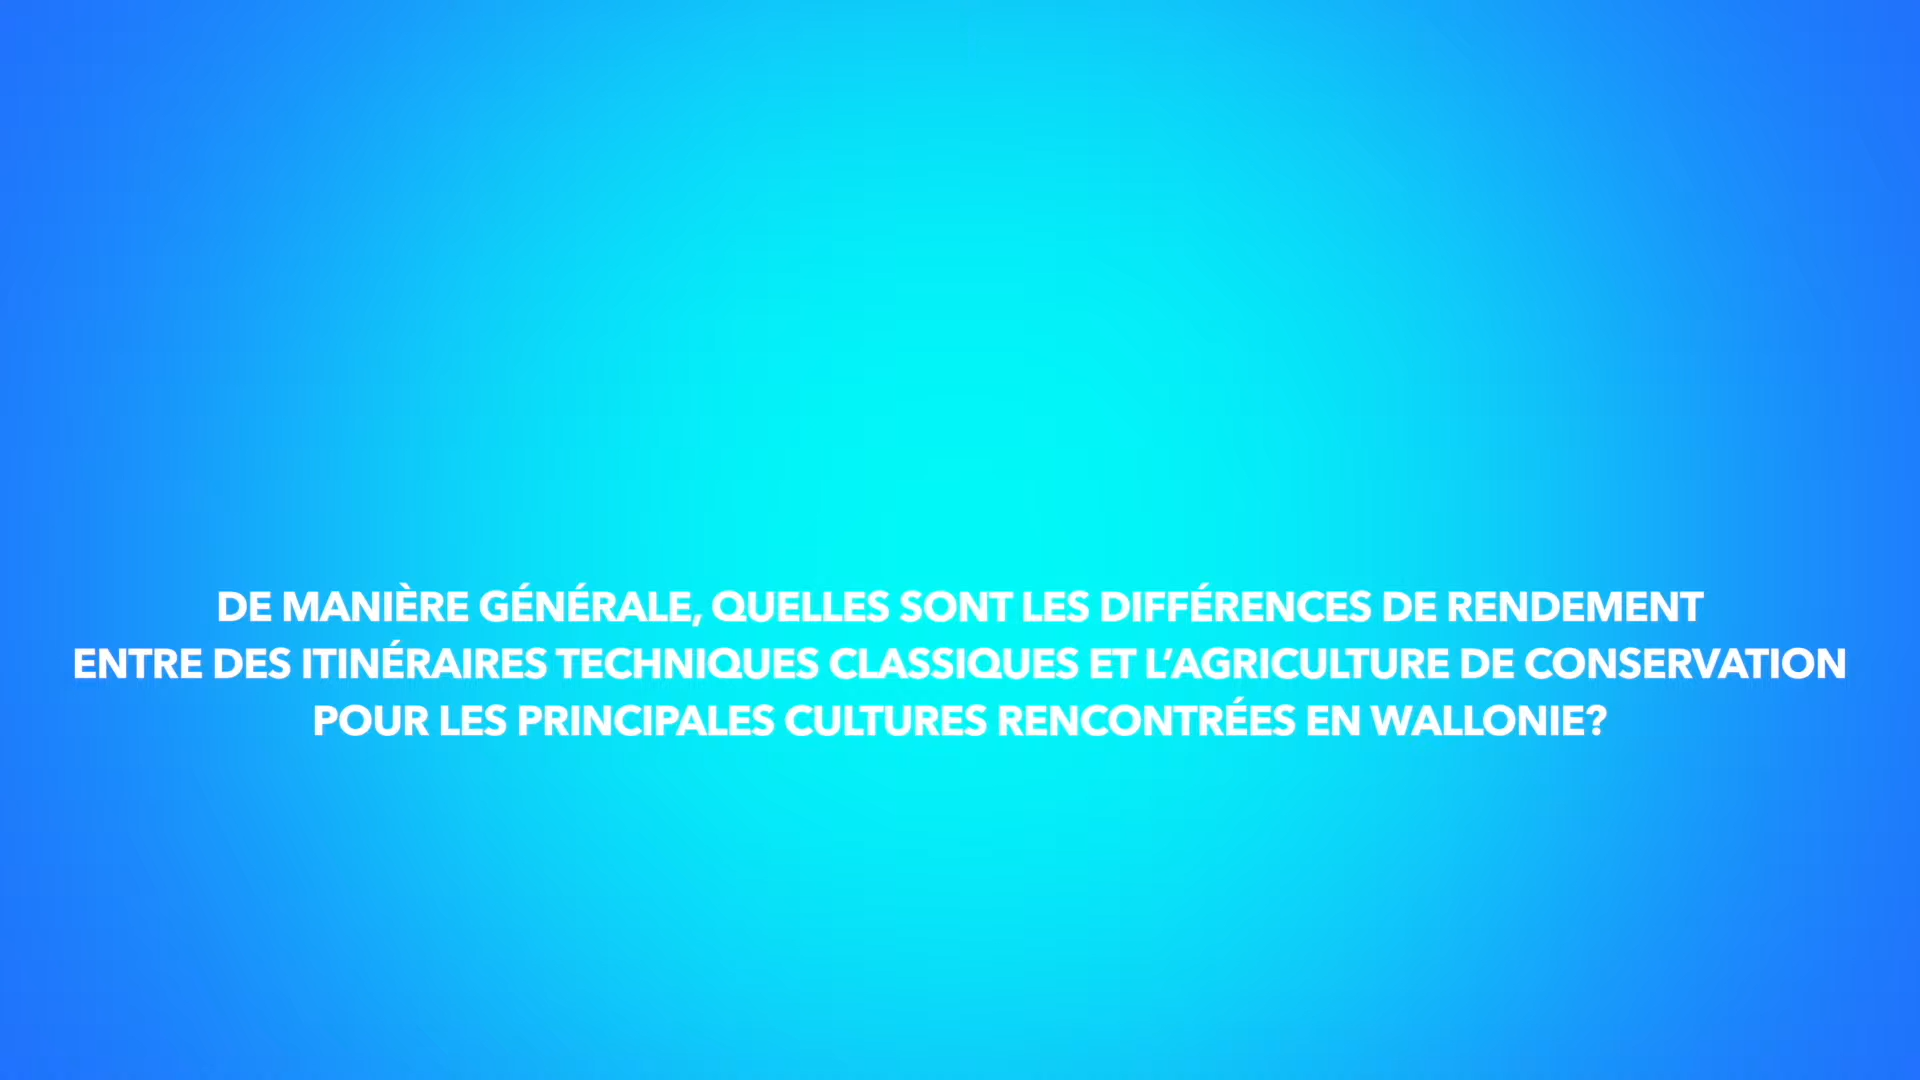 DE MANIÈRE GÉNÉRALE, QUELLES SONT LES DIFFÉRENCES DE RENDEMENT
ENTRE DES ITINÉRAIRES TECHNIQUES CLASSIQUES ET L’AGRICULTURE DE CONSERVATION
POUR LES PRINCIPALES CULTURES RENCONTRÉES EN WALLONIE?